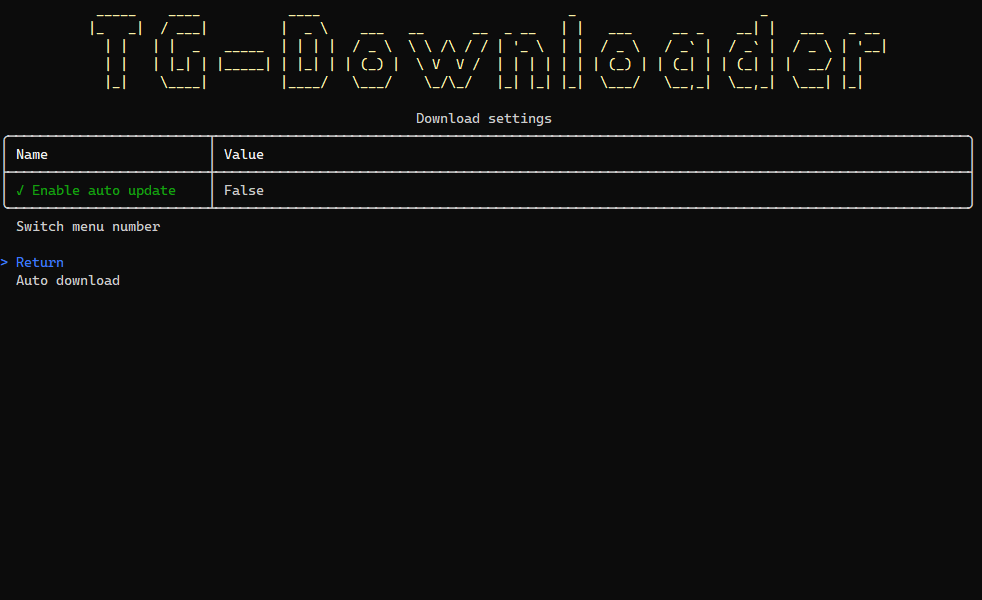 TG-Downloader
Download settings
Name Value
√ Enable auto update False
Switch menu number
> Return
Auto download